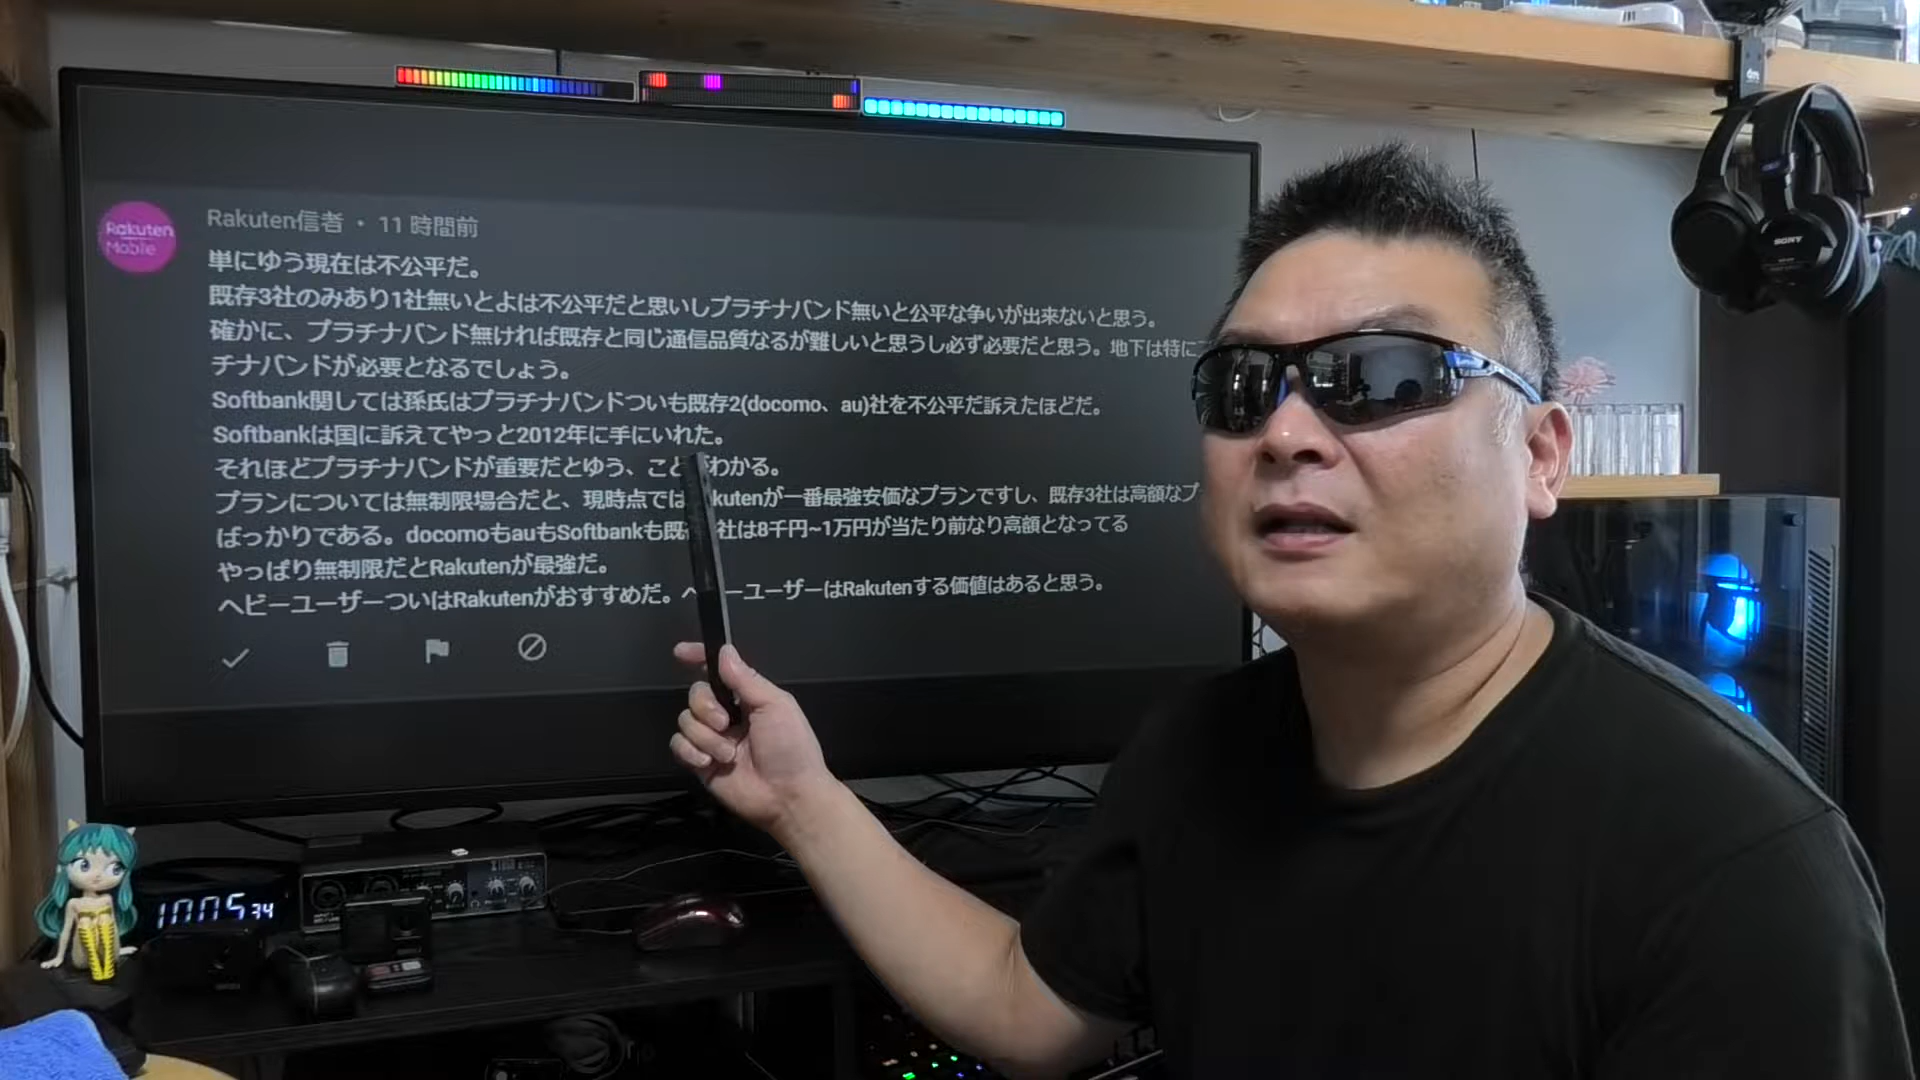 Rakuten
Mobile
Rakuten信者 ・ 11 時間前
単にゆう現在は不公平だ。
既存3社のみあり1社無いとよは不公平だと思いしプラチナバンド無いと公平な争いが出来ないと思う。
確かに、プラチナバンド無ければ既存と同じ通信品質なるが難しいと思うし必ず必要だと思う。地下は特に
チナバンドが必要となるでしょう。
Softbank関しては孫氏はプラチナバンドついも既存2(docomo、au)社を不公平だ訴えたほどだ。
Softbankは国に訴えてやっと2012年に手にいれた。
それほどプラチナバンドが重要だとゆう、こと わかる。
プランについては無制限場合だと、現時点では kutenが一番最強安価なプランですし、既存3社は高額なプ
ばっかりである。docomoもauもSoftbankも既 社は8千円~1万円が当たり前なり高額となってる
やっぱり無制限だとRakutenが最強だ。
ヘビーユーザーついはRakutenがおすすめだ。ヘ ーユーザーはRakutenする価値はあると思う。
SONY
10:05 34